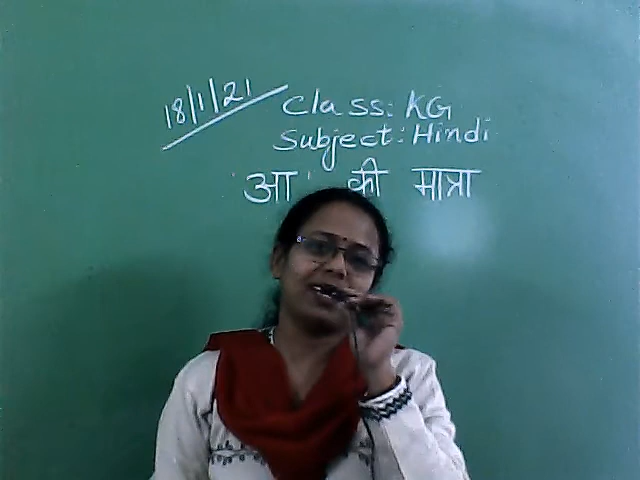 18/1/21
Class: KG
Subject: Hindi
'आ' की मात्रा